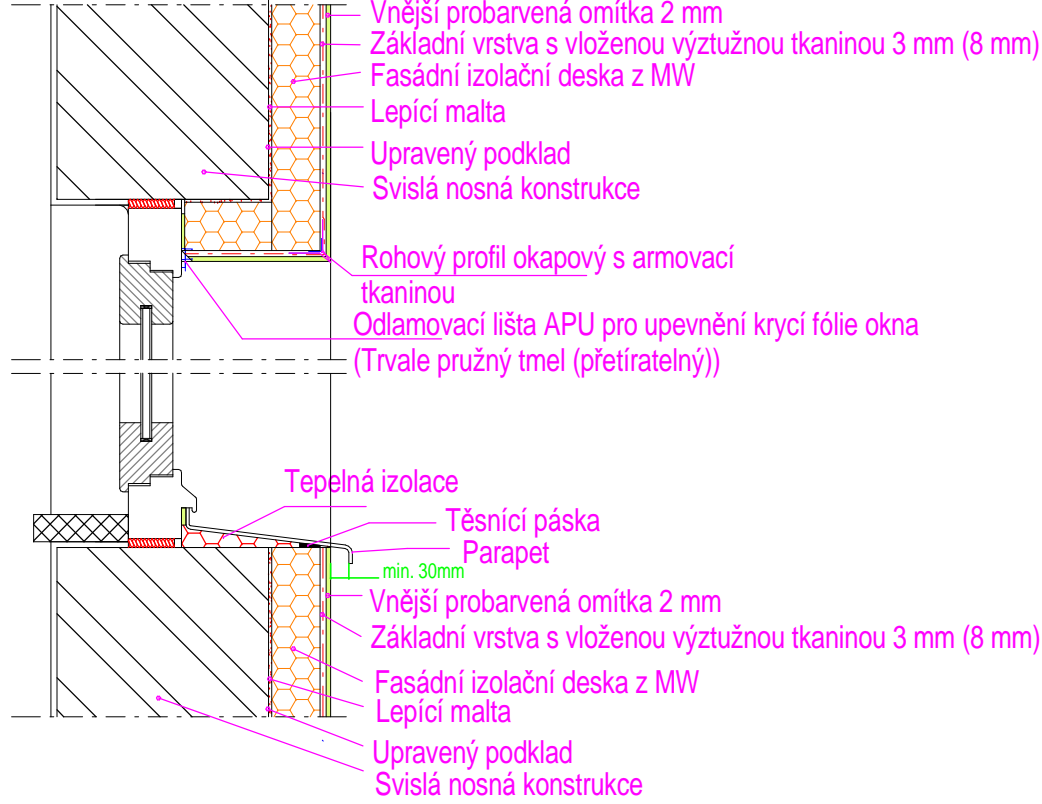 Vnější probarvená omítka 2 mm
Základní vrstva s vloženou výztužnou tkaninou 3 mm (8 mm)
Fasádní izolační deska z MW
Lepící malta
Upravený podklad
Svislá nosná konstrukce
Rohový profil okapový s armovací
tkaninou
Odlamovací lišta APU pro upevnění krycí fólie okna
(Trvale pružný tmel (přetíratelný))
Tepelná izolace
Těsnící páska
Parapet
min. 30mm
Vnější probarvená omítka 2 mm
Základní vrstva s vloženou výztužnou tkaninou 3 mm (8 mm)
Fasádní izolační deska z MW
Lepící malta
Upravený podklad
Svislá nosná konstrukce